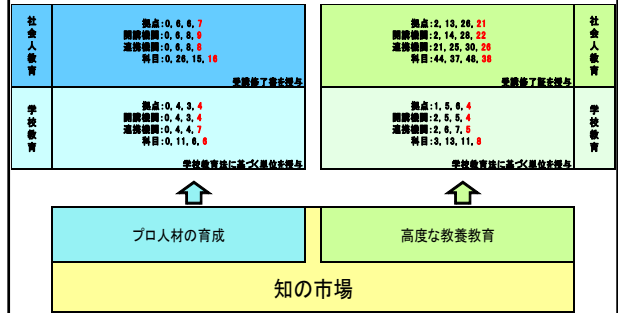 社会人教育
拠点:0, 6, 6, 7
開講機関:0, 6, 8, 9
連携機関:0, 6, 8, 8
科目:0, 26, 15, 16
受講修了書を授与
学校教育
拠点:0, 4, 3, 4
開講機関:0, 4, 3, 4
連携機関:0, 4, 4, 7
科目:0, 11, 6, 6
学校教育法に基づく単位を授与
拠点:2, 13, 26, 21
開講機関:2, 14, 28, 22
連携機関:21, 25, 30, 26
科目:44, 37, 48, 38
受講修了証を授与
社会人教育
拠点:1, 5, 6, 4
開講機関:2, 5, 5, 4
連携機関:2, 6, 7, 5
科目:3, 13, 11, 8
学校教育法に基づく単位を授与
学校教育
プロ人材の育成
高度な教養教育
知の市場